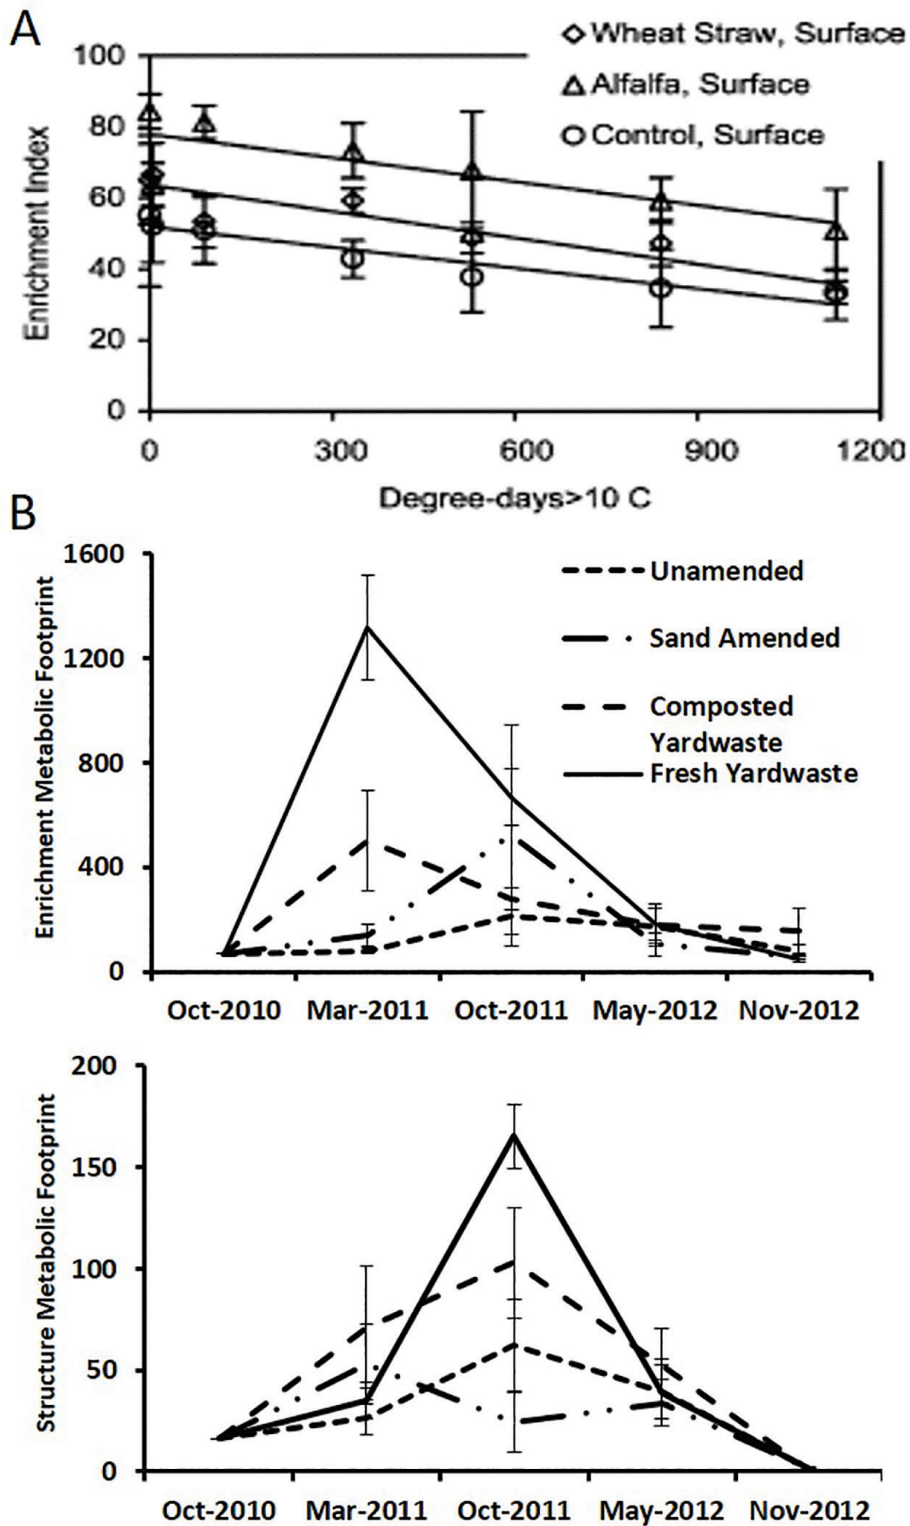 A
Wheat Straw, Surface
Alfalfa, Surface
Control, Surface
Enrichment Index
100
80
60
40
20
0
0 300 600 900 1200
Degree-days>10 C
B
Enrichment Metabolic Footprint
1600
1200
800
400
0
Unamended
Sand Amended
Composted
Yardwaste
Fresh Yardwaste
Oct-2010 Mar-2011 Oct-2011 May-2012 Nov-2012
Structure Metabolic Footprint
200
150
100
50
0
Oct-2010 Mar-2011 Oct-2011 May-2012 Nov-2012